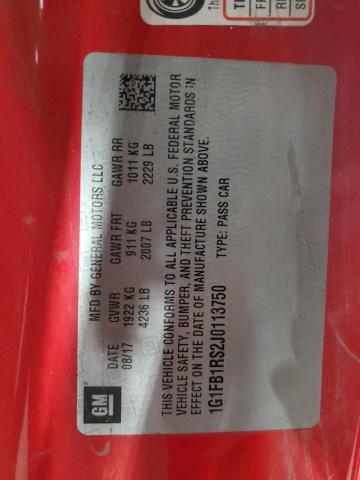 GM
MFD BY GENERAL MOTORS LLC
DATE GVWR GAWR FRT GAWR RR
08/17 1922 KG 911 KG 1011 KG
4236 LB 2007 LB 2229 LB
THIS VEHICLE CONFORMS TO ALL APPLICABLE U.S. FEDERAL MOTOR
VEHICLE SAFETY, BUMPER, AND THEFT PREVENTION STANDARDS IN
EFFECT ON THE DATE OF MANUFACTURE SHOWN ABOVE.
1G1FB1RS2J0113750 TYPE: PASS CAR